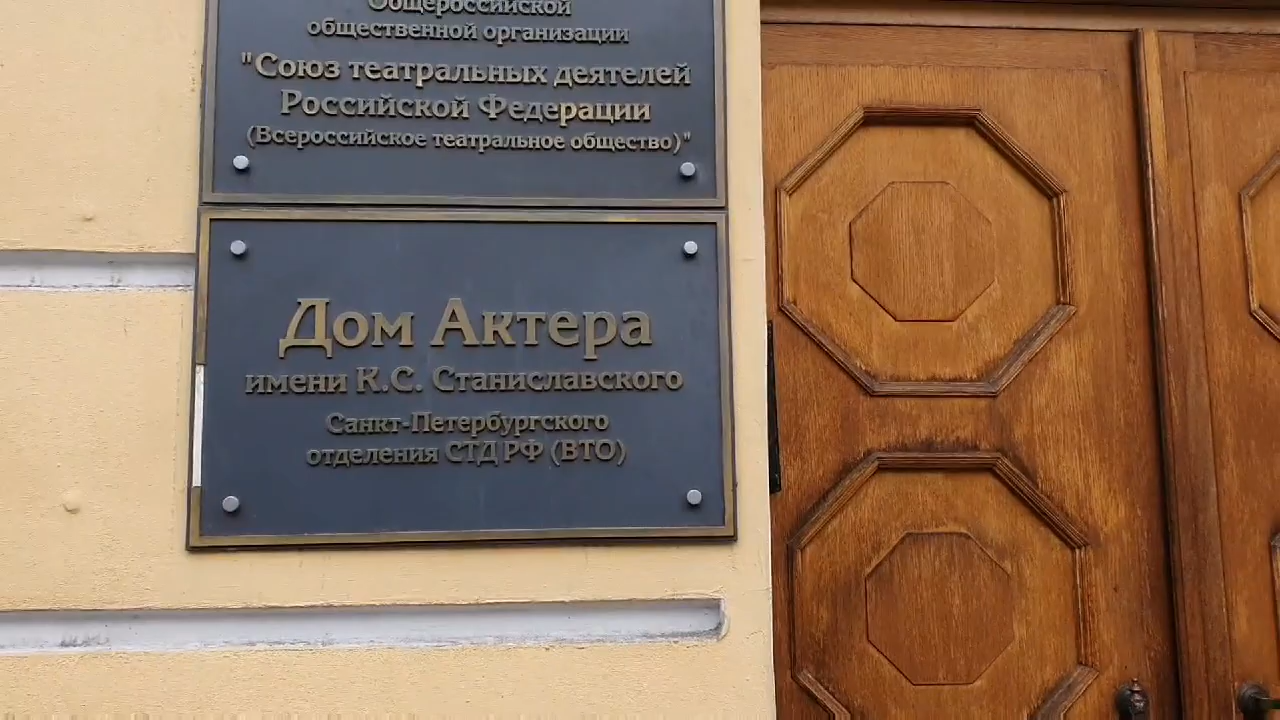 Общероссийской
общественной организации
"Союз театральных деятелей
Российской Федерации
(Всероссийское театральное общество)"
Дом Актера
имени К.С. Станиславского
Санкт-Петербургского
отделения СТД РФ (ВТО)